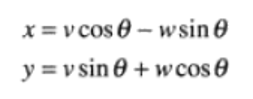 x = v cos θ – w sin θ
y = v sin θ + w cos θ